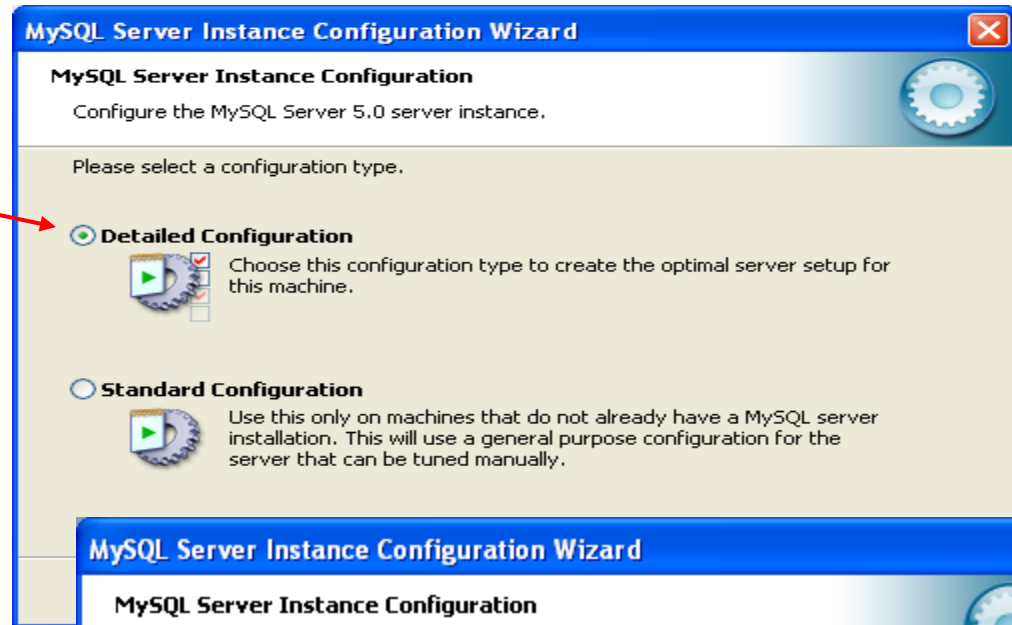 MySQL Server Instance Configuration Wizard
MySQL Server Instance Configuration
Configure the MySQL Server 5.0 server instance.
Please select a configuration type.
Detailed Configuration
Choose this configuration type to create the optimal server setup for
this machine.
Standard Configuration
Use this only on machines that do not already have a MySQL server
installation. This will use a general purpose configuration for the
server that can be tuned manually.
MySQL Server Instance Configuration Wizard
MySQL Server Instance Configuration